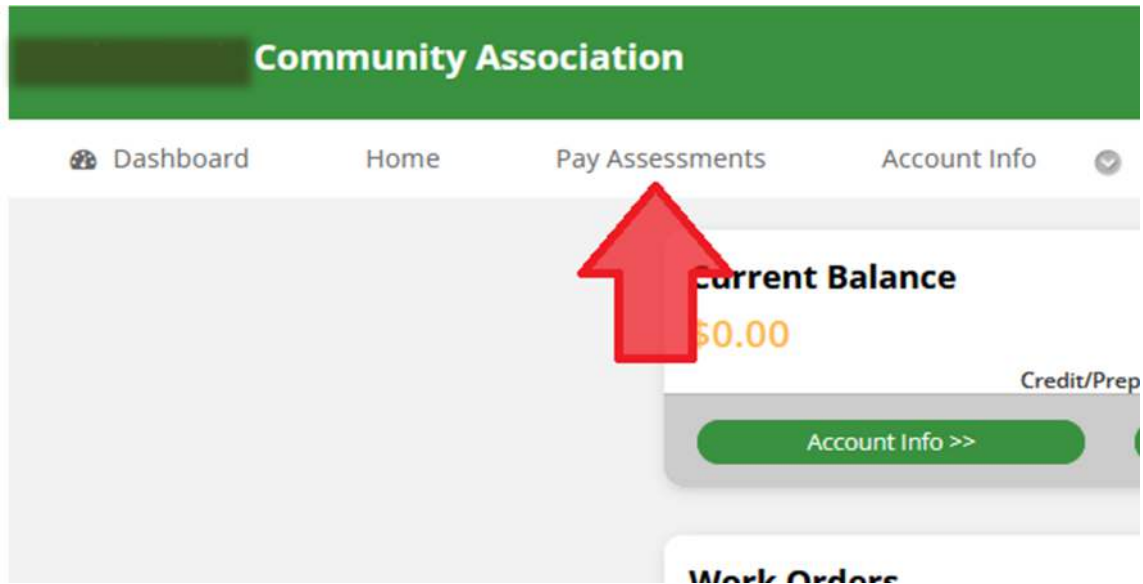 Community Association
Dashboard Home Pay Assessments Account Info
Current Balance
$0.00
Credit/Prep
Account Info >>
Work Orders